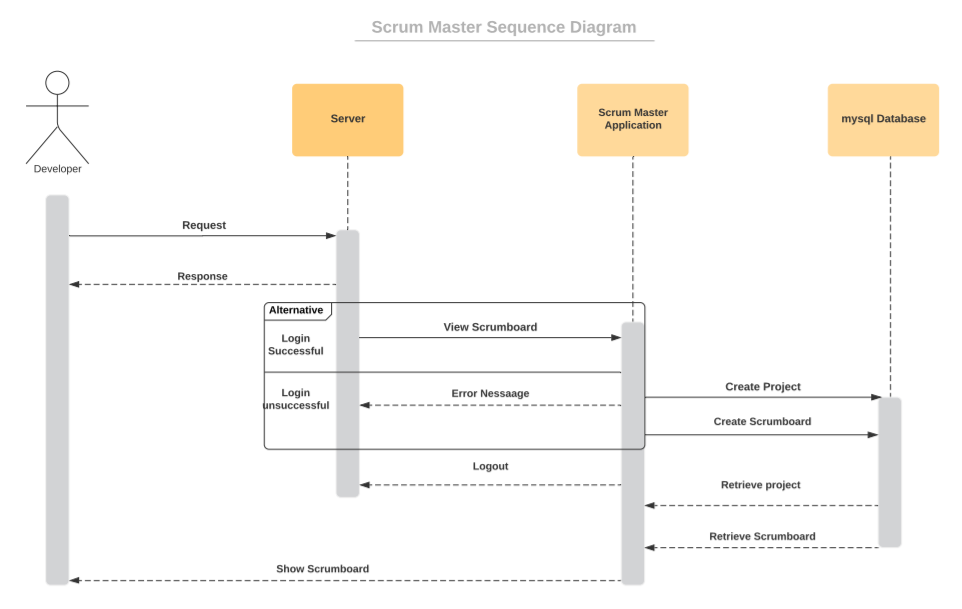 Scrum Master Sequence Diagram
Server
Scrum Master
Application
mysql Database
Developer
Request
Response
Alternative
Login
Successful
View Scrumboard
Login
unsuccessful
Error Nessaage
Create Project
Create Scrumboard
Logout
Retrieve project
Retrieve Scrumboard
Show Scrumboard